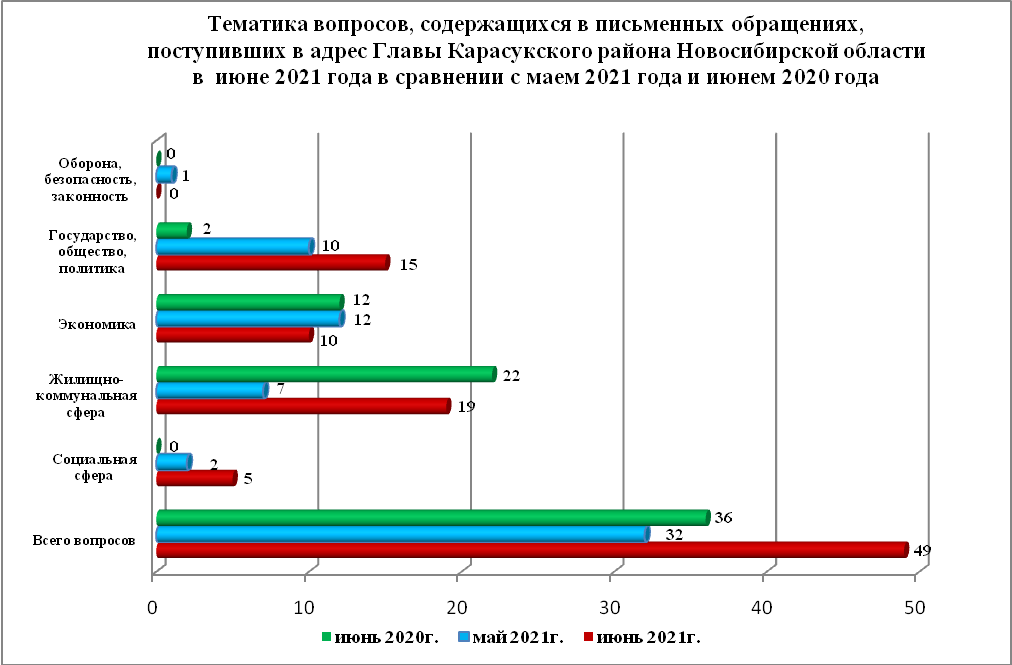 Тематика вопросов, содержащихся в письменных обращениях,
поступивших в адрес Главы Карасукского района Новосибирской области
в июне 2021 года в сравнении с маем 2021 года и июнем 2020 года
Оборона,
безопасность,
законность
0
1
0
Государство,
общество,
политика
2
10
15
Экономика
12
12
10
Жилищно-
коммунальная
сфера
22
7
19
Социальная
сфера
0
2
5
Всего вопросов
36
32
49
0 10 20 30 40 50
июнь 2020г. май 2021г. июнь 2021г.